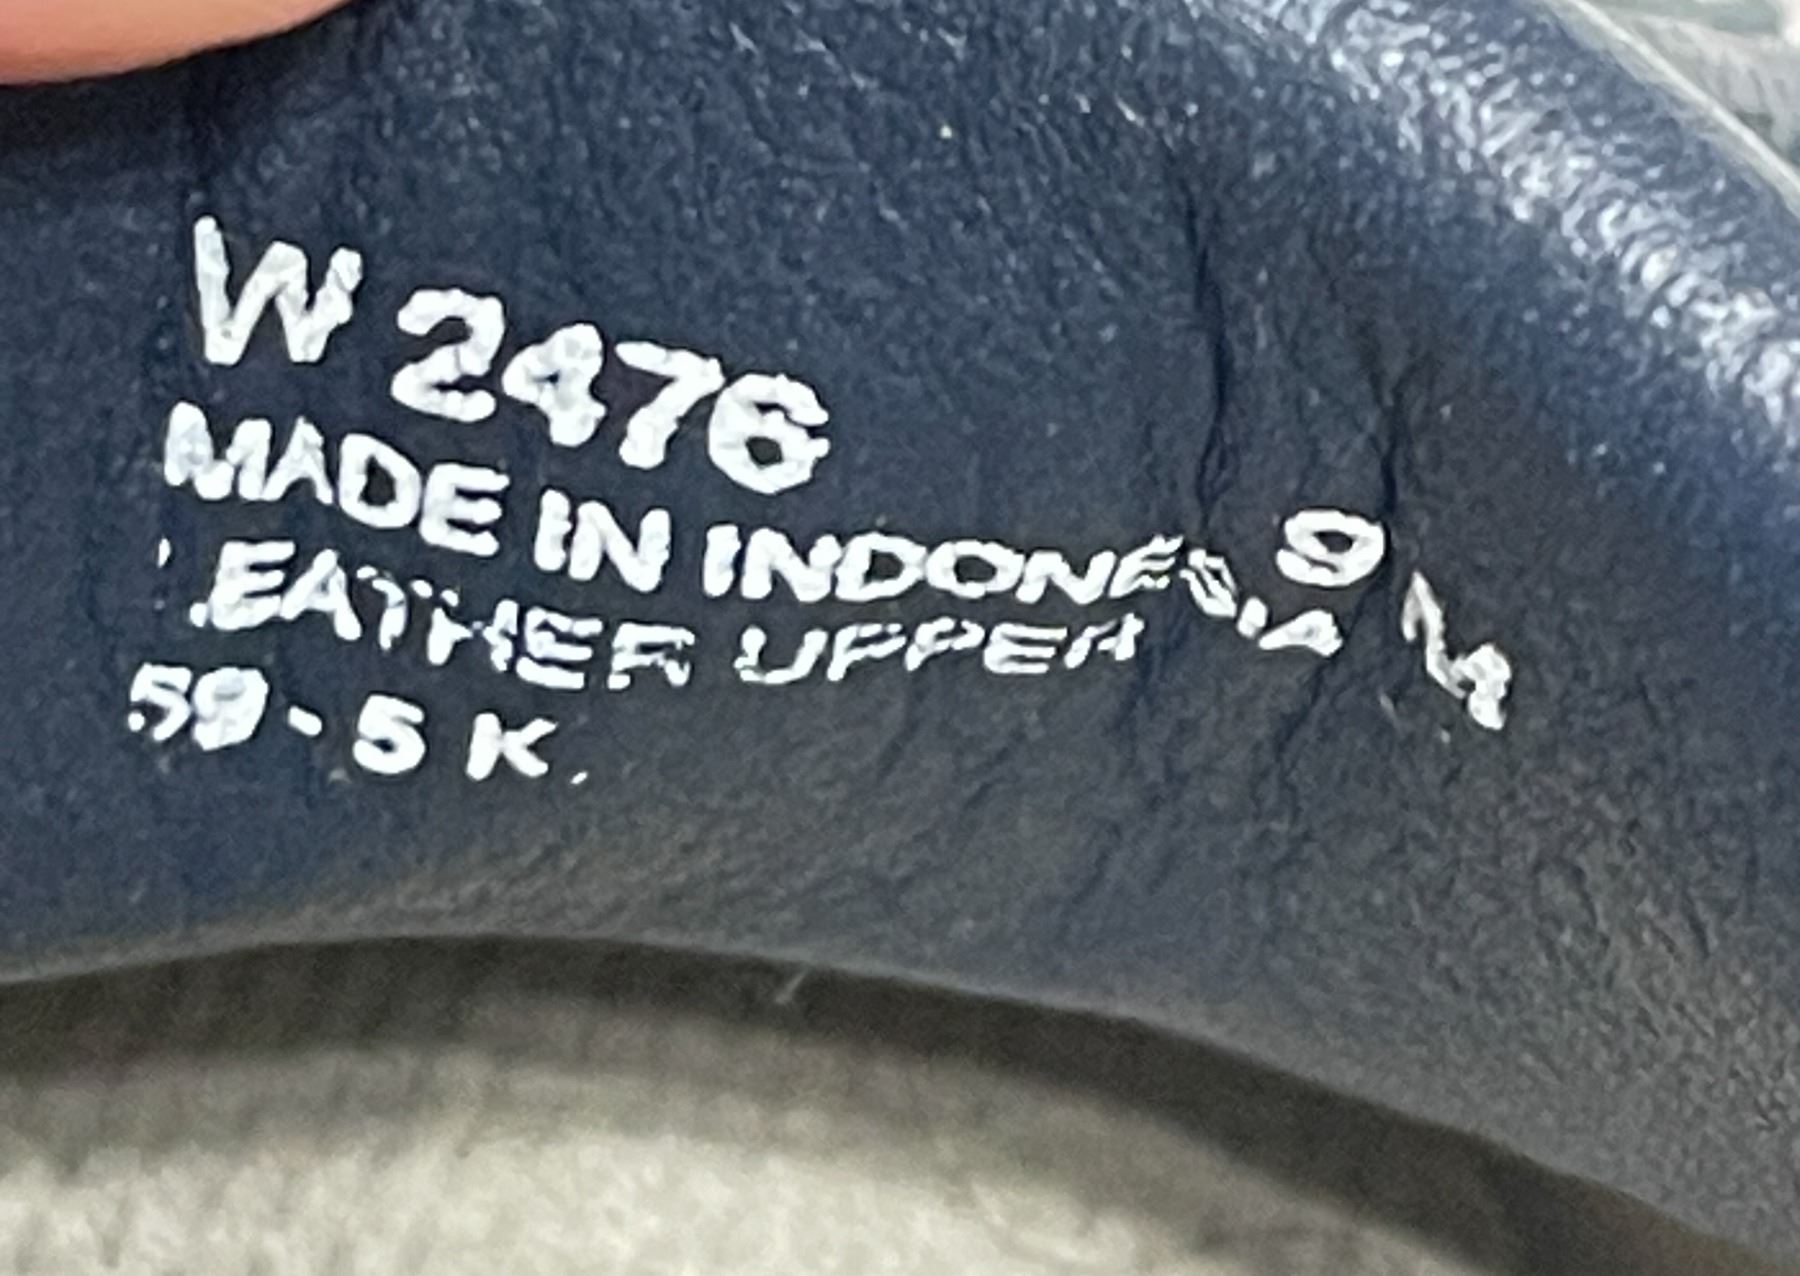 W 2476
MADE IN INDONESIA 9 M
LEATHER UPPER
59-5 K.